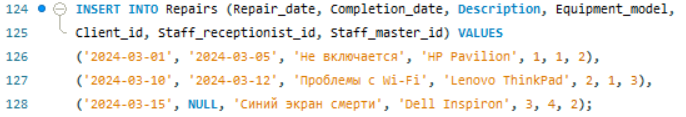 124 INSERT INTO Repairs (Repair_date, Completion_date, Description, Equipment_model,
125 Client_id, Staff_receptionist_id, Staff_master_id) VALUES
126 ('2024-03-01', '2024-03-05', 'Не включается', 'HP Pavilion', 1, 1, 2),
127 ('2024-03-10', '2024-03-12', 'Проблемы с Wi-Fi', 'Lenovo ThinkPad', 2, 1, 3),
128 ('2024-03-15', NULL, 'Синий экран смерти', 'Dell Inspiron', 3, 4, 2);